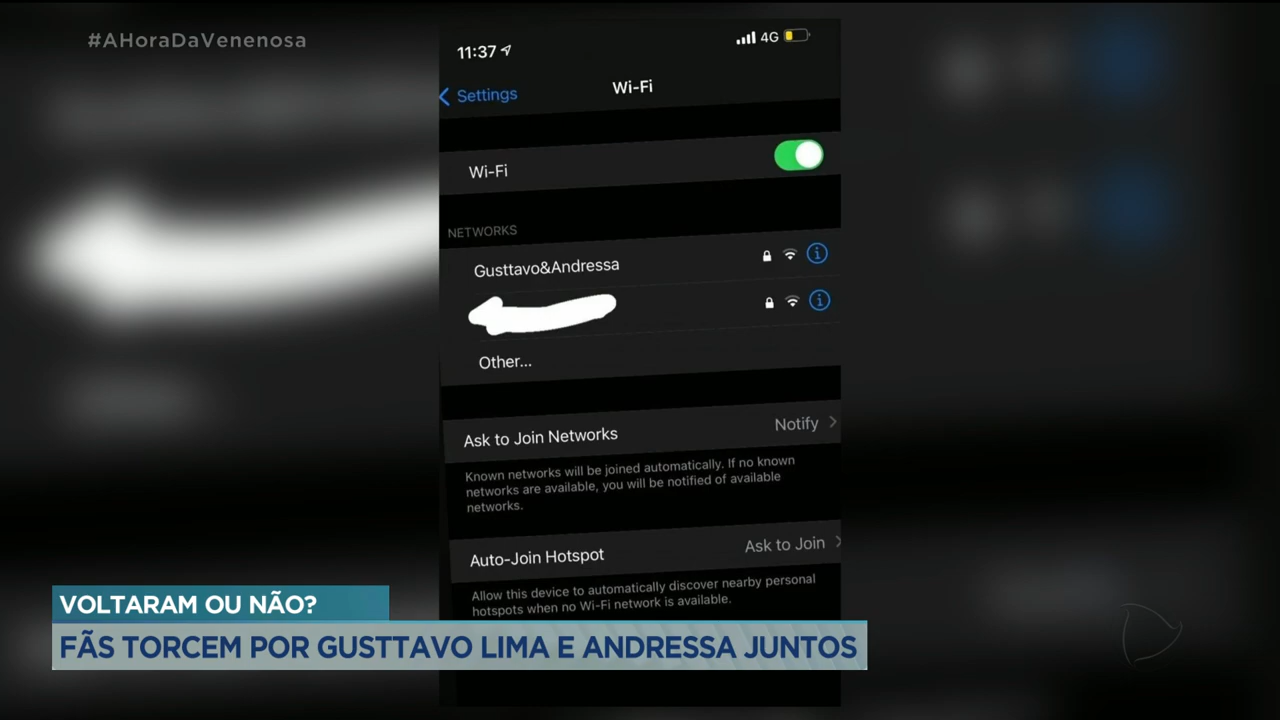 #AHoraDaVenenosa
11:37
4G
Settings
Wi-Fi
Wi-Fi
NETWORKS
Gusttavo&Andressa
Other...
Ask to Join Networks
Notify
Known networks will be joined automatically. If no known
networks are available, you will be notified of available
networks.
Auto-Join Hotspot
Ask to Join
Allow this device to automatically discover nearby personal
hotspots when no Wi-Fi network is available.
VOLTARAM OU NÃO?
FÃS TORCEM POR GUSTTAVO LIMA E ANDRESSA JUNTOS